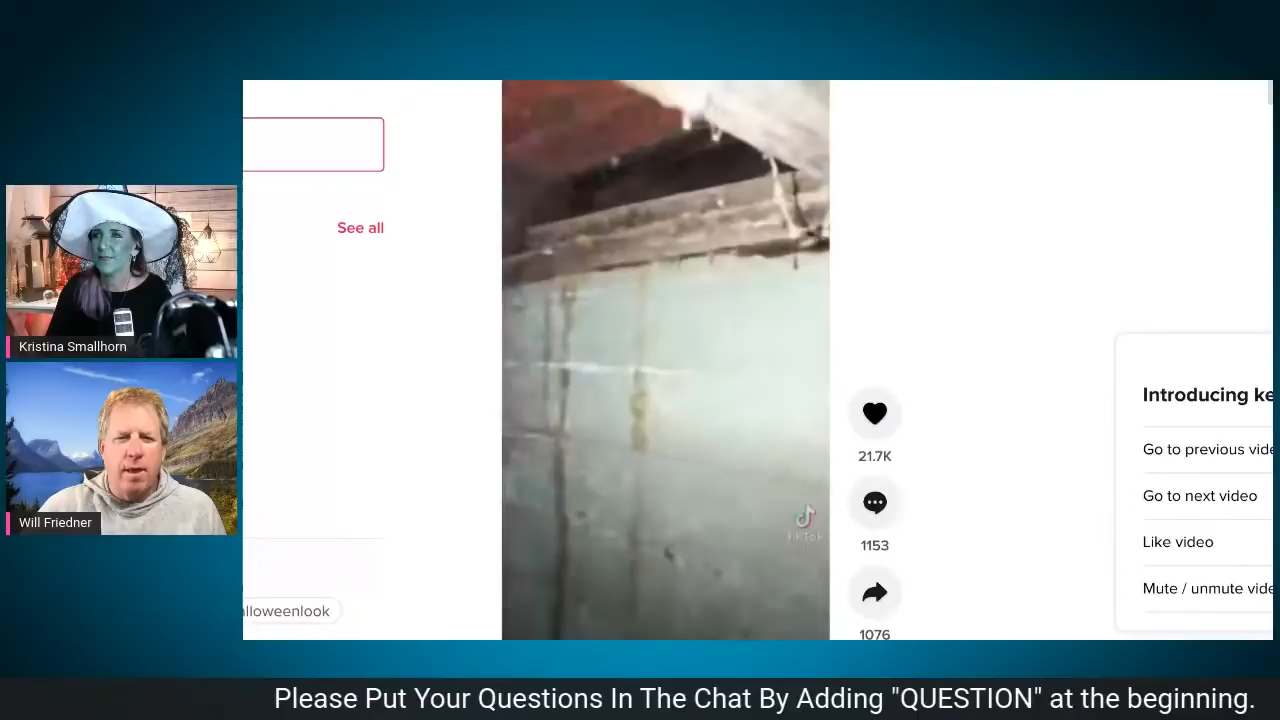 See all
Kristina Smallhorn
Will Friedner
lloweenlook
TikTok
21.7K
1153
1076
Introducing ke
Go to previous vide
Go to next video
Like video
Mute / unmute vide
Please Put Your Questions In The Chat By Adding "QUESTION" at the beginning.